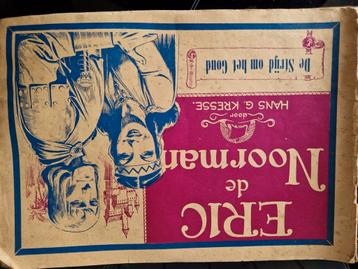 ERIC
de
Noorman
door
HANS G. KRESSE.
De Strijd om het Goud